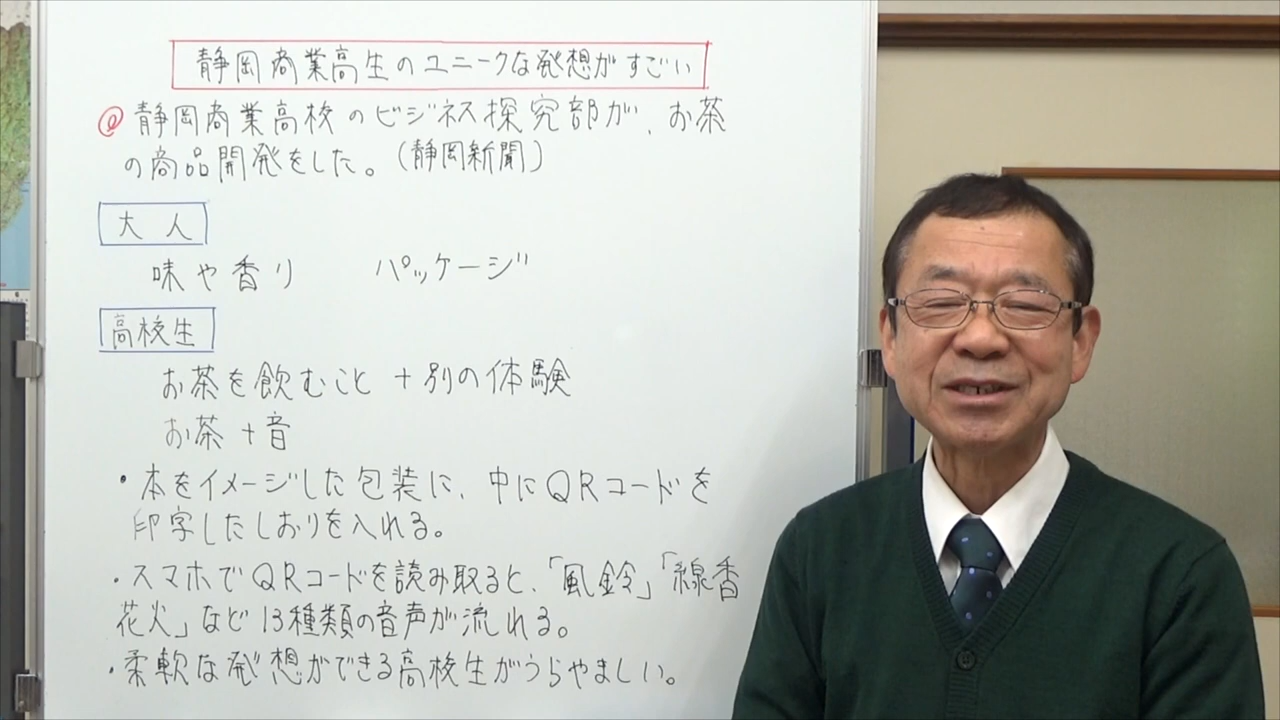 静岡商業高生のユニークな発想がすごい
@静岡商業高校のビジネス探究部が、お茶
の商品開発をした。(静岡新聞)
大人
味や香り パッケージ
高校生
お茶を飲むこと+別の体験
お茶+音
・本をイメージした包装に、中にQRコードを
印字したしおりを入れる。
・スマホでQRコードを読み取ると、「風鈴」「線香
花火」など13種類の音声が流れる。
・柔軟な発想ができる高校生がうらやましい。